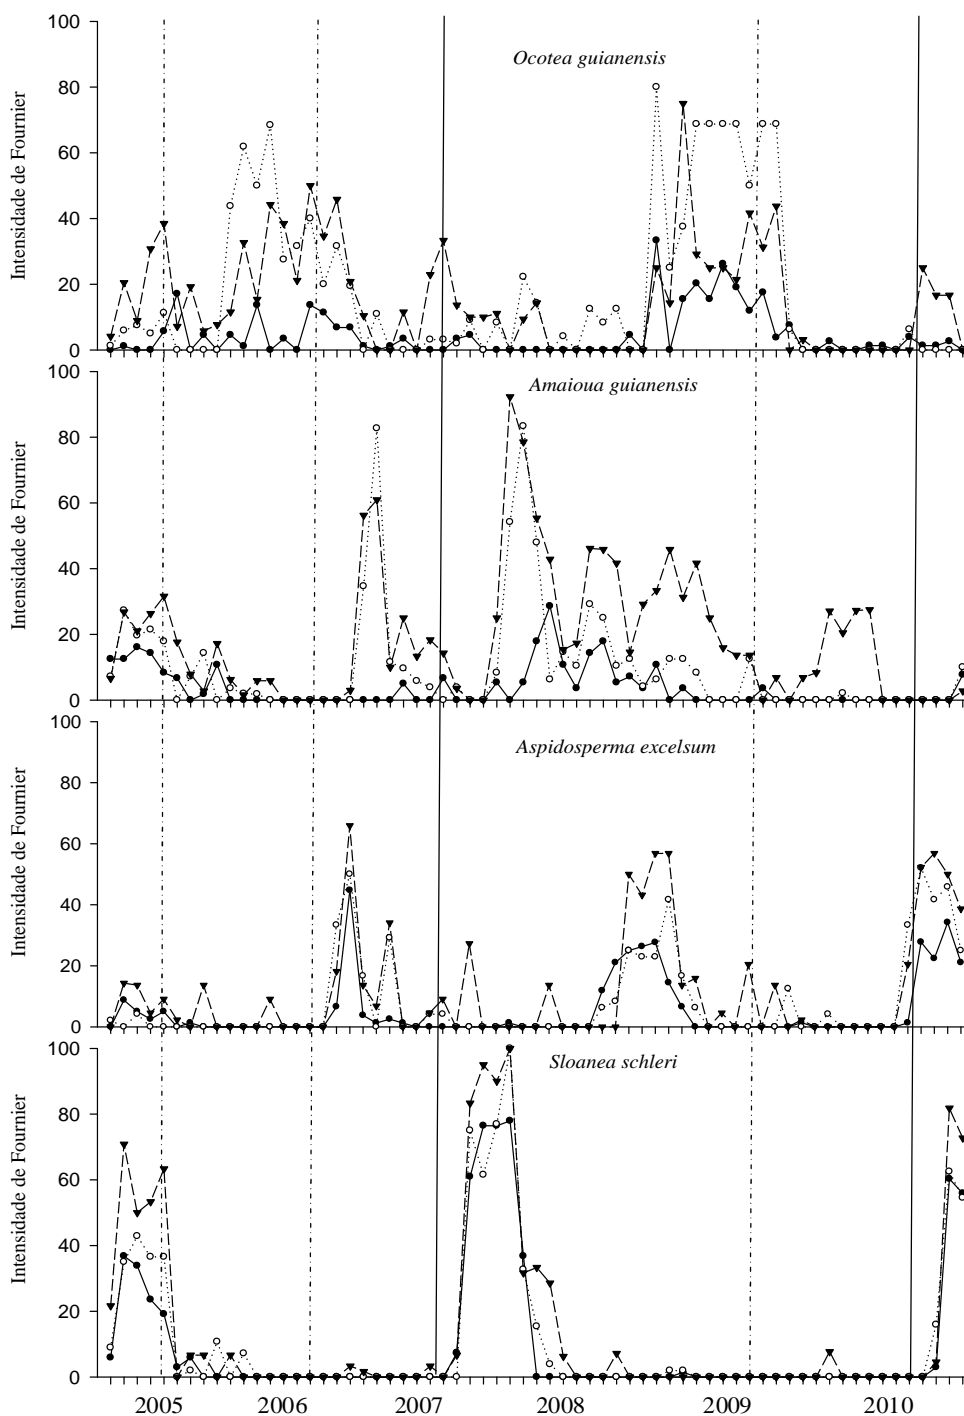 100
80
60
40
20
0
Intensidade de Fournier
Ocotea guianensis
100
80
60
40
20
0
Intensidade de Fournier
Amaioua guianensis
100
80
60
40
20
0
Intensidade de Fournier
Aspidosperma excelsum
100
80
60
40
20
0
Intensidade de Fournier
Sloanea schleri
2005 2006 2007 2008 2009 2010